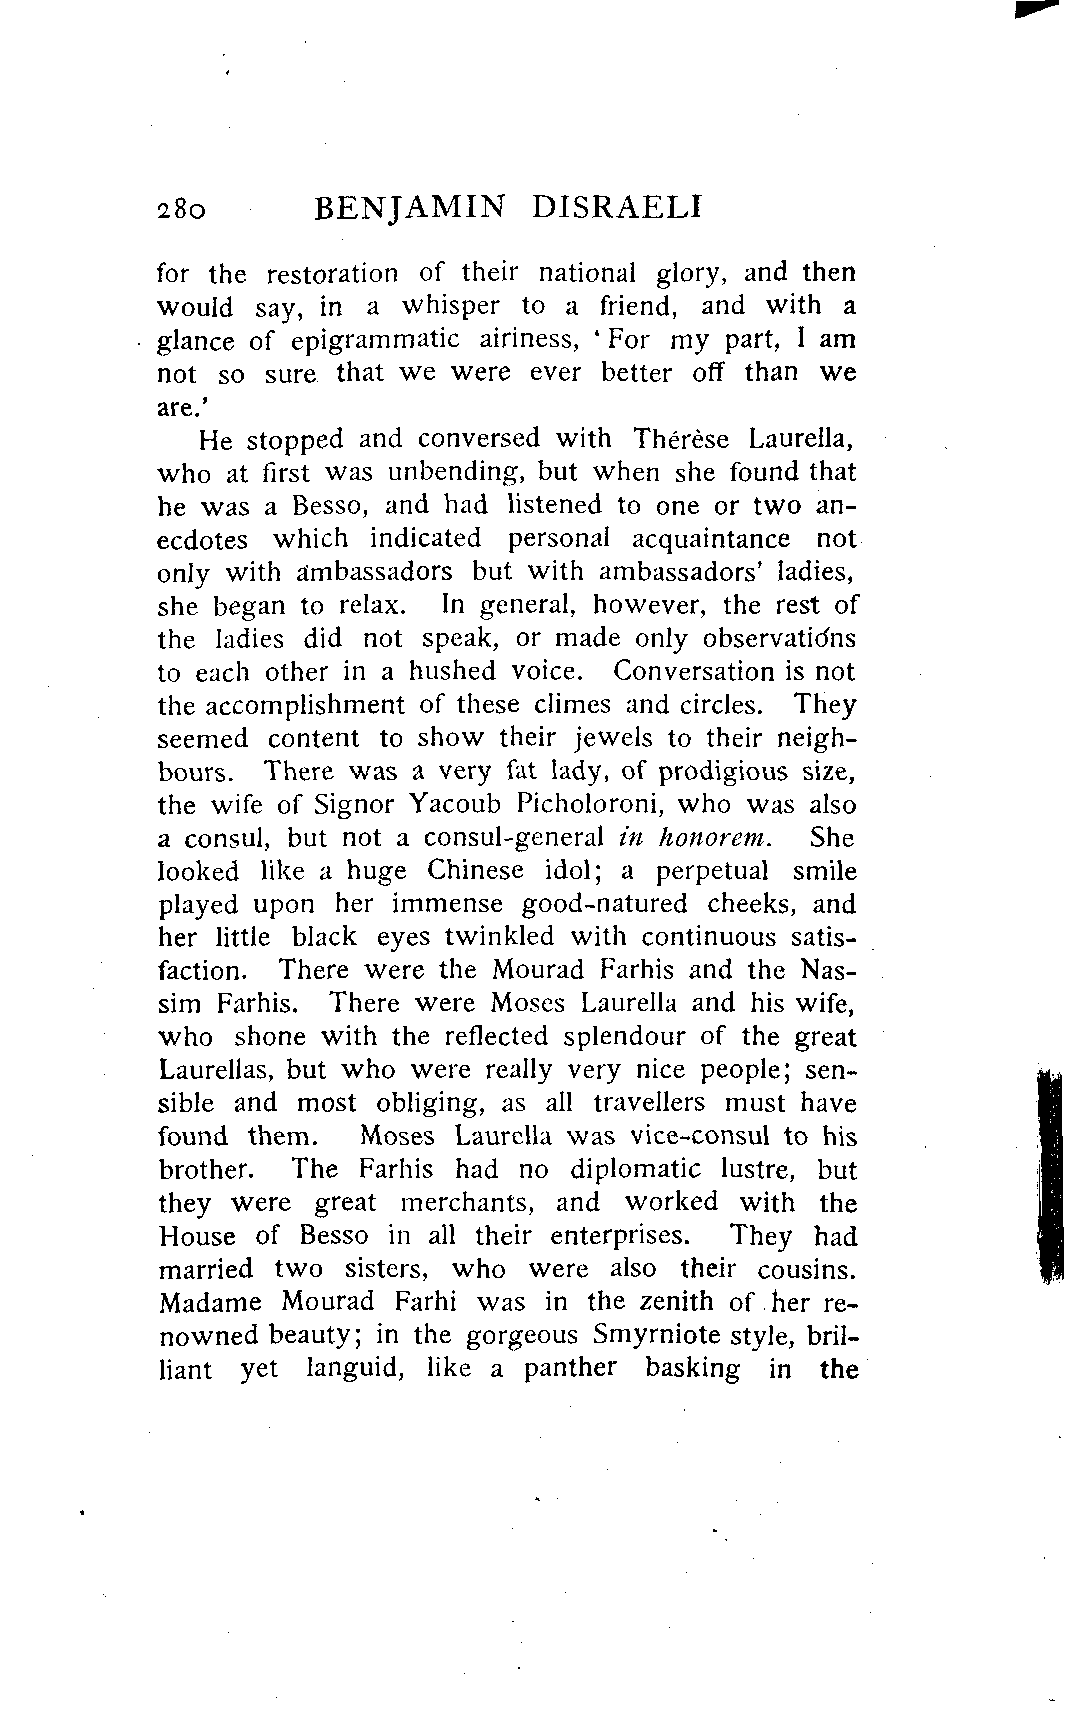 280 BENJAMIN DISRAELI
for the restoration of their national glory, and then
would say, in a whisper to a friend, and with a
glance of epigrammatic airiness, ‘For my part, I am
not so sure that we were ever better off than we
are.’
He stopped and conversed with Thérèse Laurella,
who at first was unbending, but when she found that
he was a Besso, and had listened to one or two an-
ecdotes which indicated personal acquaintance not
only with ambassadors but with ambassadors’ ladies,
she began to relax. In general, however, the rest of
the ladies did not speak, or made only observations
to each other in a hushed voice. Conversation is not
the accomplishment of these climes and circles. They
seemed content to show their jewels to their neigh-
bours. There was a very fat lady, of prodigious size,
the wife of Signor Yacoub Picholoroni, who was also
a consul, but not a consul-general in honorem. She
looked like a huge Chinese idol; a perpetual smile
played upon her immense good-natured cheeks, and
her little black eyes twinkled with continuous satis-
faction. There were the Mourad Farhis and the Nas-
sim Farhis. There were Moses Laurella and his wife,
who shone with the reflected splendour of the great
Laurellas, but who were really very nice people; sen-
sible and most obliging, as all travellers must have
found them. Moses Laurella was vice-consul to his
brother. The Farhis had no diplomatic lustre, but
they were great merchants, and worked with the
House of Besso in all their enterprises. They had
married two sisters, who were also their cousins.
Madame Mourad Farhi was in the zenith of her re-
nowned beauty; in the gorgeous Smyrniote style, bril-
liant yet languid, like a panther basking in the